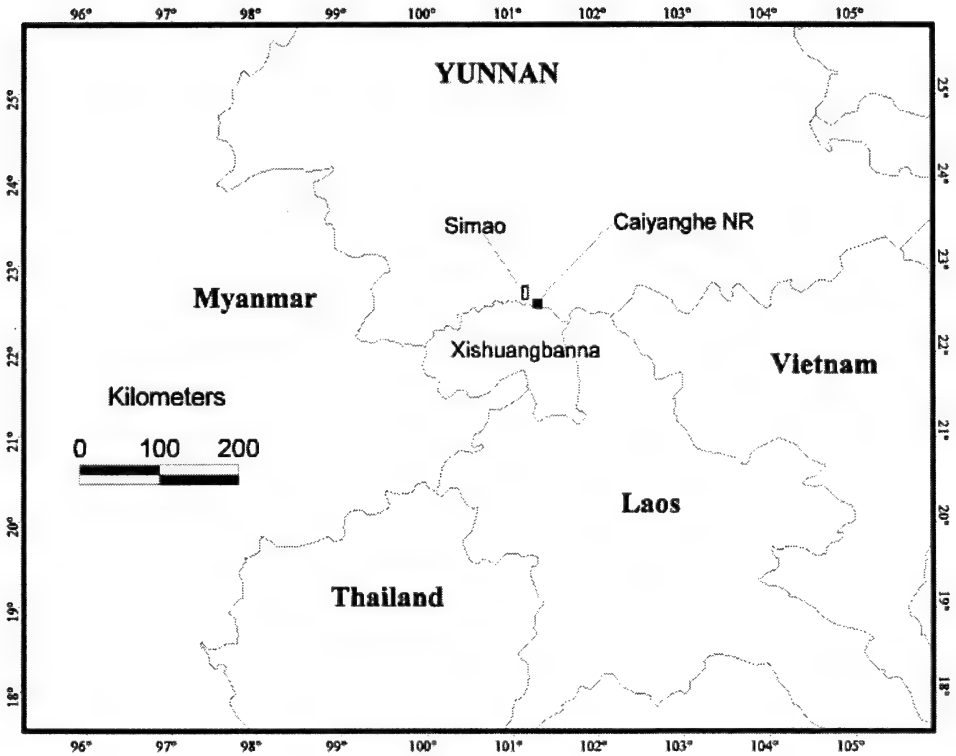 96° 97° 98° 99° 100° 101° 102° 103° 104° 105°
YUNNAN
25° 25°
24° 24°
Simao Caiyanghe NR
23° 23°
Myanmar
22° 22°
Xishuangbanna
Vietnam
Kilometers
21° 21°
0 100 200
Laos
20° 20°
Thailand
19° 19°
18° 18°
96° 97° 98° 99° 100° 101° 102° 103° 104° 105°